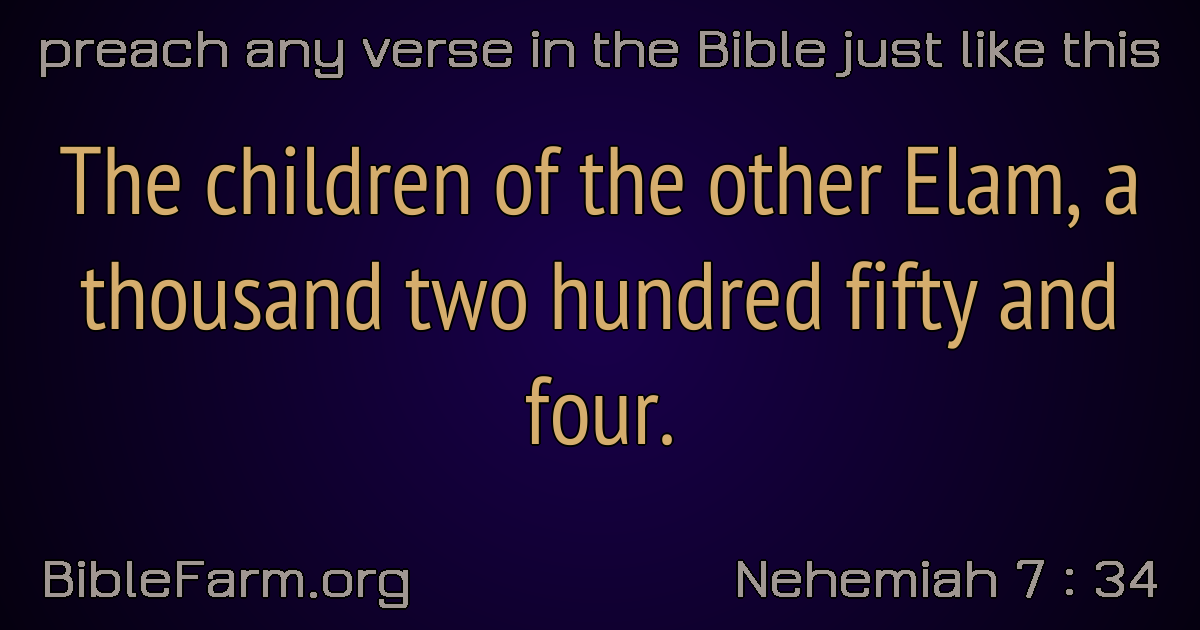 preach any verse in the Bible just like this
The children of the other Elam, a
thousand two hundred fifty and
four.
BibleFarm.org
Nehemiah 7 : 34